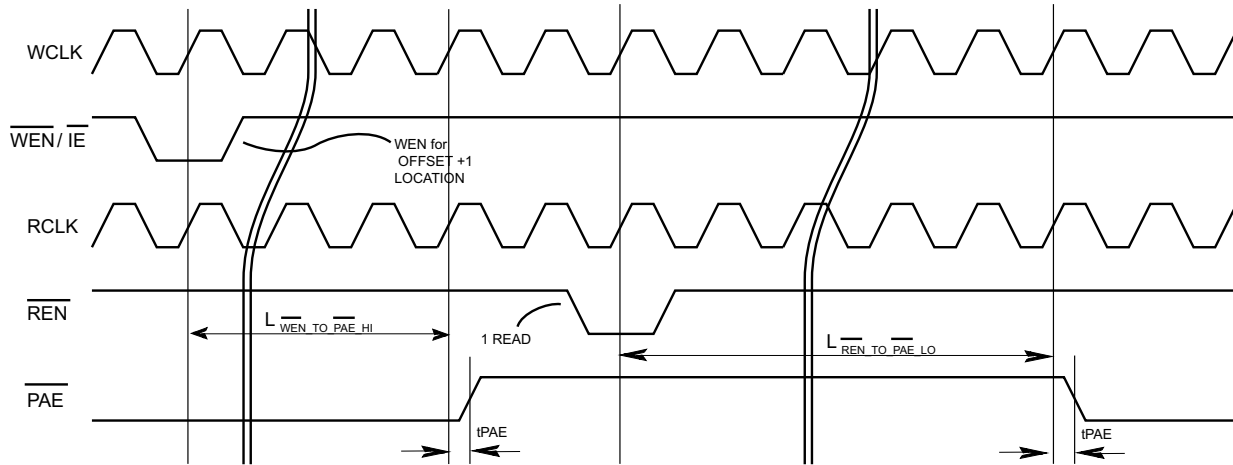 WCLK
WEN/ IE
WEN for
OFFSET +1
LOCATION
RCLK
REN
L WEN_TO_PAE_HI
1 READ
L REN_TO_PAE_LO
PAE
tPAE
tPAE